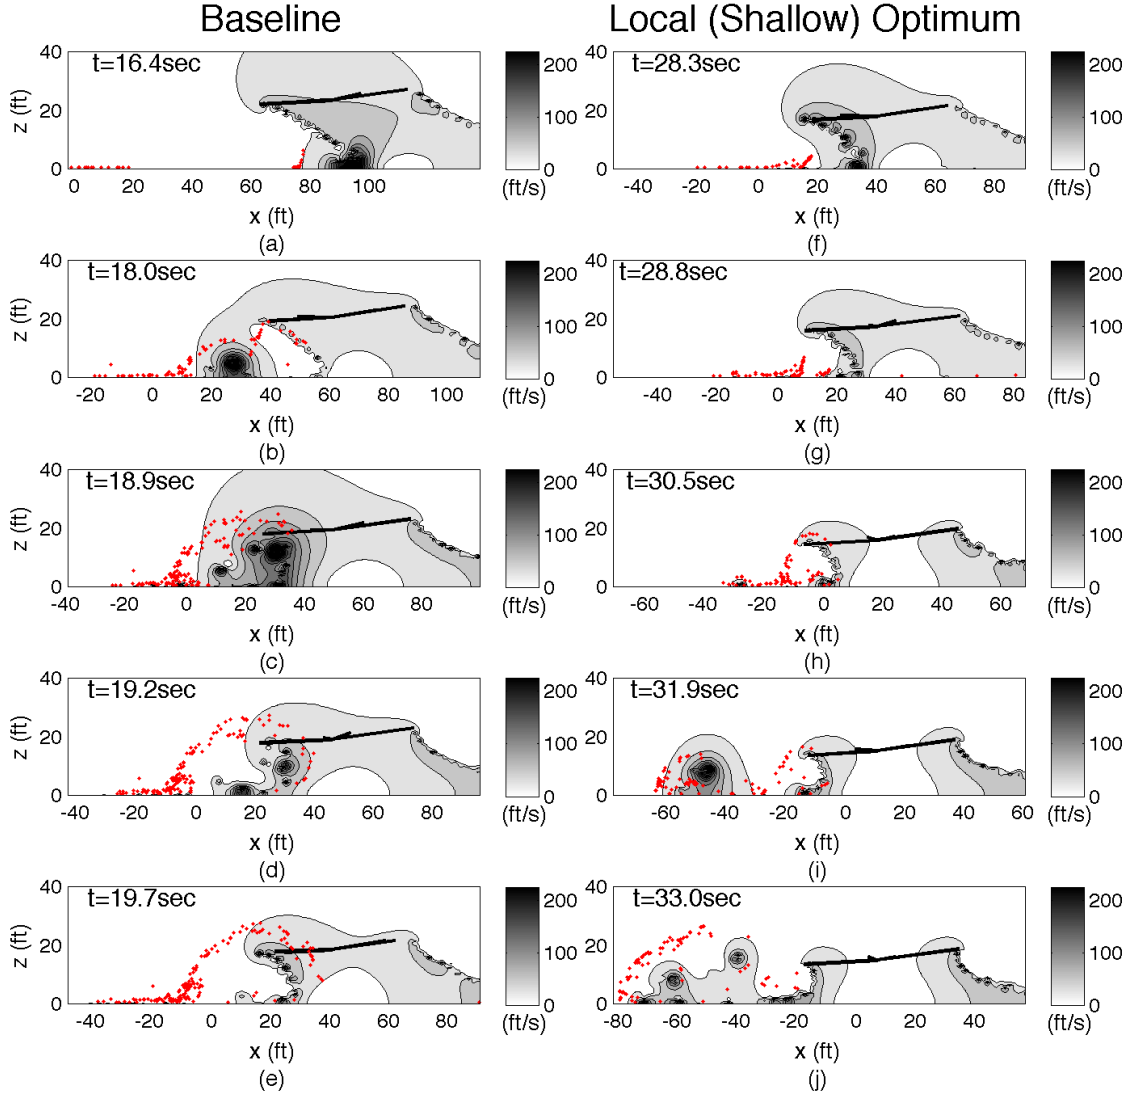 Baseline Local (Shallow) Optimum
40 t=16.4sec 200 40 t=28.3sec 200
z (ft) 20 100 20 100
0 0 0 0
0 20 40 60 80 100 (ft/s) -40 -20 0 20 40 60 80 (ft/s)
x (ft) x (ft)
(a) (f)
40 t=18.0sec 200 40 t=28.8sec 200
z (ft) 20 100 20 100
0 0 0 0
-20 0 20 40 60 80 100 (ft/s) -40 -20 0 20 40 60 80 (ft/s)
x (ft) x (ft)
(b) (g)
40 t=18.9sec 200 40 t=30.5sec 200
z (ft) 20 100 20 100
0 0 0 0
-40 -20 0 20 40 60 80 (ft/s) -60 -40 -20 0 20 40 60 (ft/s)
x (ft) x (ft)
(c) (h)
40 t=19.2sec 200 40 t=31.9sec 200
z (ft) 20 100 20 100
0 0 0 0
-40 -20 0 20 40 60 80 (ft/s) -60 -40 -20 0 20 40 60 (ft/s)
x (ft) x (ft)
(d) (i)
40 t=19.7sec 200 40 t=33.0sec 200
z (ft) 20 100 20 100
0 0 0 0
-40 -20 0 20 40 60 80 (ft/s) -80 -60 -40 -20 0 20 40 (ft/s)
x (ft) x (ft)
(e) (j)